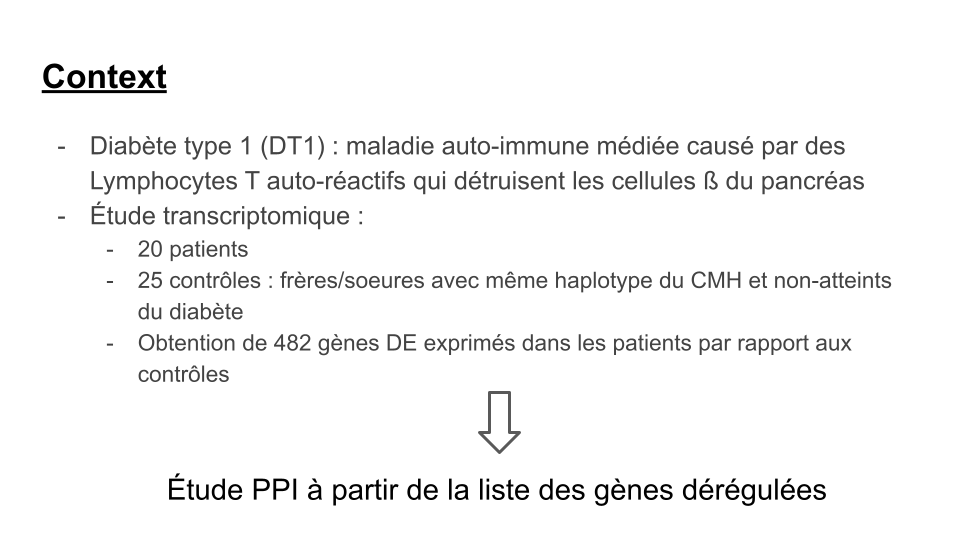 Context
- Diabète type 1 (DT1) : maladie auto-immune médiée causé par des
Lymphocytes T auto-réactifs qui détruisent les cellules ß du pancréas
- Étude transcriptomique :
- 20 patients
- 25 contrôles : frères/soeures avec même haplotype du CMH et non-atteints
du diabète
- Obtention de 482 gènes DE exprimés dans les patients par rapport aux
contrôles
Étude PPI à partir de la liste des gènes dérégulées